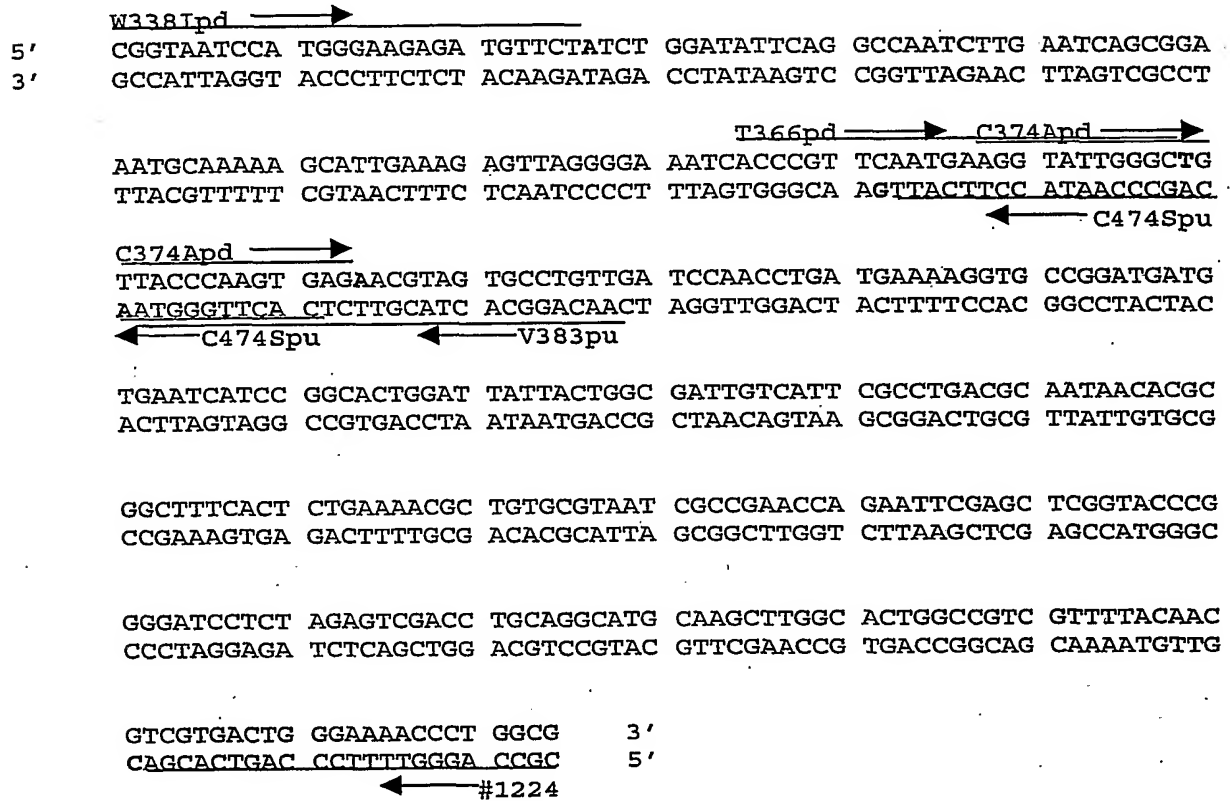 W338Ipd
5' CGGTAATCCA TGGGAAGAGA TGTTCTATCT GGATATTCAG GCCAATCTTG AATCAGCGGA
3' GCCATTAGGT ACCCTTCTCT ACAAGATAGA CCTATAAGTC CGGTTAGAAC TTAGTCGCCT
T366pd C374Apd
AATGCAAAAA GCATTGAAAG AGTTAGGGGA AATCACCCGT TCAATGAAGG TATTGGGCTG
TTACGTTTTT CGTAACTTTC TCAATCCCCT TTAGTGGGCA AGTTACTTCC ATAACCCGAC
C474Spu
C374Apd
TTACCCAAGT GAGAACGTAG TGCCTGTTGA TCCAACCTGA TGAAAAGGTG CCGGATGATG
AATGGGTTCA CTCTTGCATC ACGGACAACT AGGTTGGACT ACTTTTCCAC GGCCTACTAC
C474Spu V383pu
TGAATCATCC GGCACTGGAT TATTACTGGC GATTGTCATT CGCCTGACGC AATAACACGC
ACTTAGTAGG CCGTGACCTA ATAATGACCG CTAACAGTAA GCGGACTGCG TTATTGTGCG
GGCTTTCACT CTGAAAACGC TGTGCGTAAT CGCCGAACCA GAATTCGAGC TCGGTACCCG
CCGAAAGTGA GACTTTTGCG ACACGCATTA GCGGCTTGGT CTTAAGCTCG AGCCATGGGC
GGGATCCTCT AGAGTCGACC TGCAGGCATG CAAGCTTGGC ACTGGCCGTC GTTTTACAAC
CCCTAGGAGA TCTCAGCTGG ACGTCCGTAC GTTCGAACCG TGACCGGCAG CAAAATGTTG
GTCGTGACTG GGAAAACCCT GGCG 3'
CAGCACTGAC CCTTTTGGGA CCGC 5'
#1224